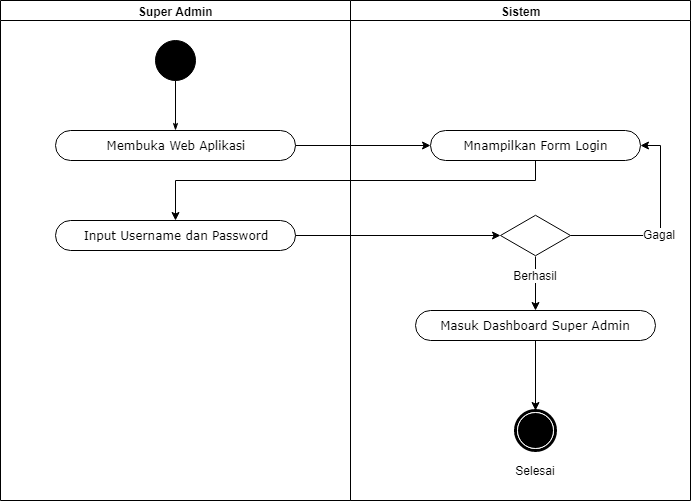 Super Admin
Sistem
Membuka Web Aplikasi
Mnampilkan Form Login
Input Username dan Password
Gagal
Berhasil
Masuk Dashboard Super Admin
Selesai